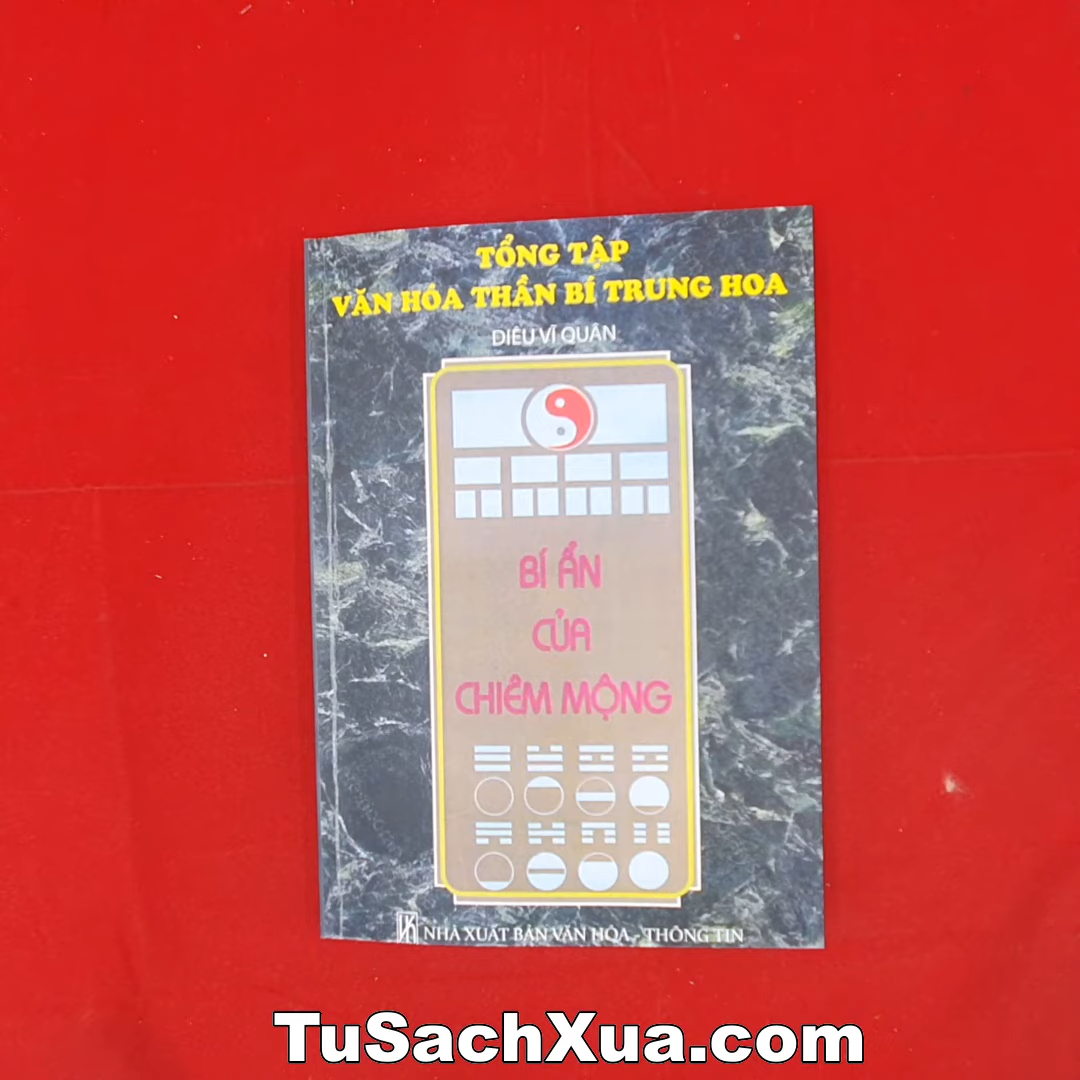 TỔNG TẬP
VĂN HÓA THẦN BÍ TRUNG HOA
DIÊU VĨ QUÂN
BÍ ẨN
CỦA
CHIÊM MỘNG
NHÀ XUẤT BẢN VĂN HÓA - THÔNG TIN
TuSachXua.com